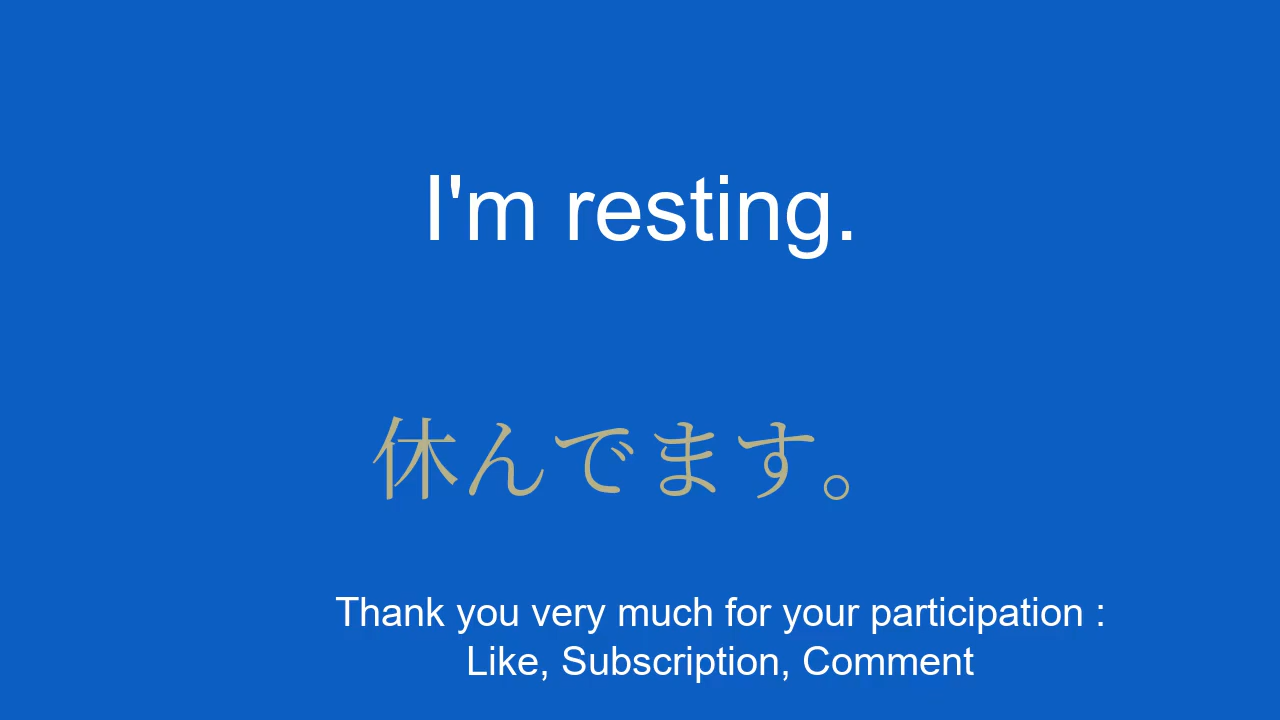 I'm resting.
休んでます。
Thank you very much for your participation :
Like, Subscription, Comment